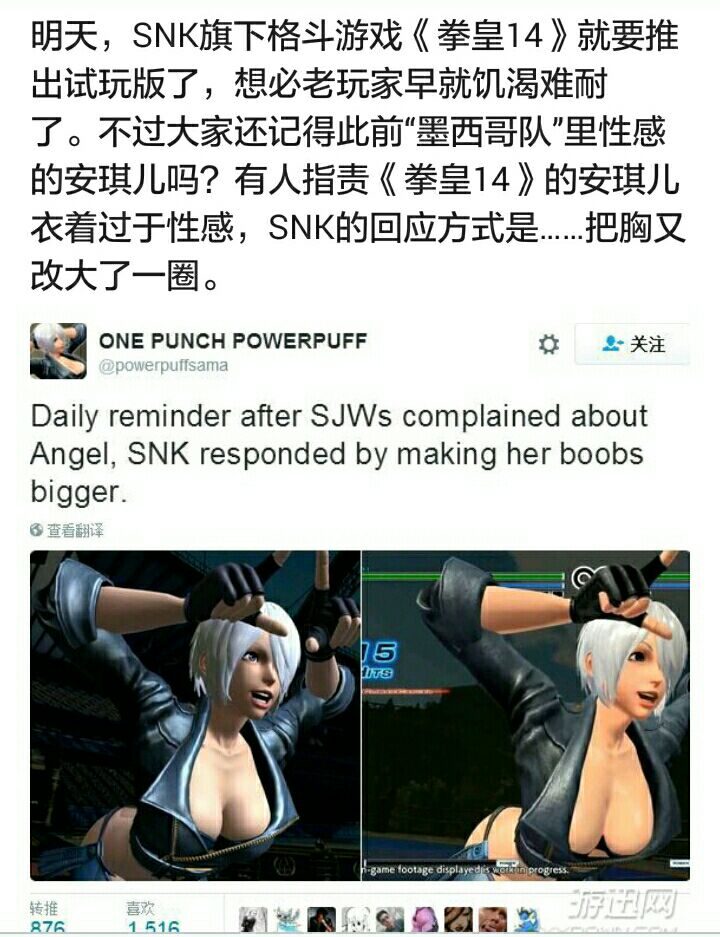 明天，SNK旗下格斗游戏《拳皇14》就要推
出试玩版了，想必老玩家早就饥渴难耐
了。不过大家还记得此前“墨西哥队”里性感
的安琪儿吗？有人指责《拳皇14》的安琪儿
衣着过于性感，SNK的回应方式是……把胸又
改大了一圈。
ONE PUNCH POWERPUFF
@powerpuffsama
关注
Daily reminder after SJWs complained about
Angel, SNK responded by making her boobs
bigger.
查看翻译
15
HITS
n-game footage displayed is work in progress.
转推
喜欢
876
1,516
游迅网